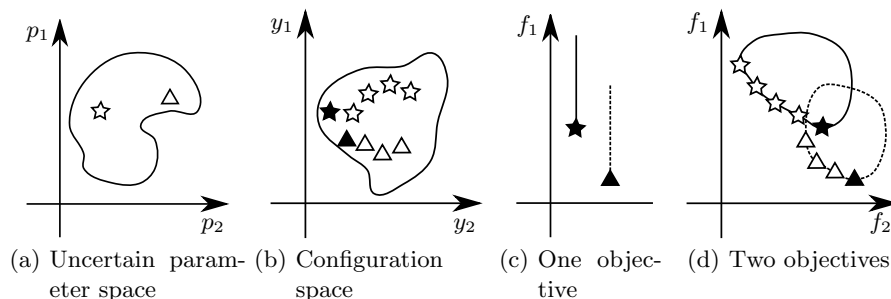 p1
p2
(a) Uncertain param-
eter space
y1
y2
(b) Configuration
space
f1
(c) One objec-
tive
f1
f2
(d) Two objectives